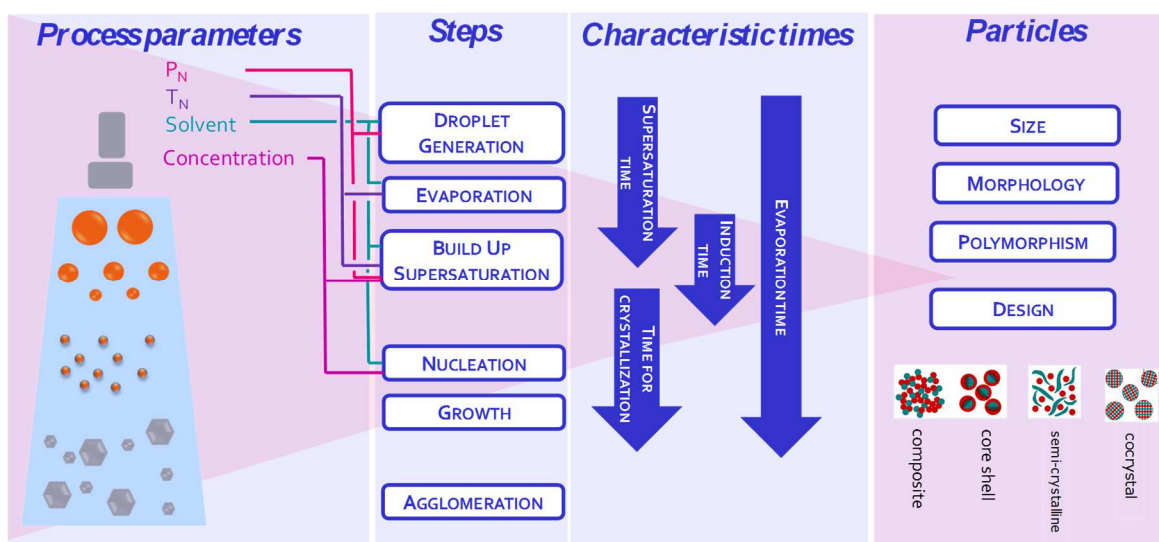 Process parameters
Steps
Characteristic times
Particles
PN
TN
Solvent
Concentration
DROPLET
GENERATION
EVAPORATION
BUILD UP
SUPERSATURATION
NUCLEATION
GROWTH
AGGLOMERATION
SUPERSATURATION
TIME
INDUCTION
TIME
TIME FOR
CRYSTALLIZATION
EVAPORATION TIME
SIZE
MORPHOLOGY
POLYMORPHISM
DESIGN
composite
core shell
semi-crystalline
cocrystal